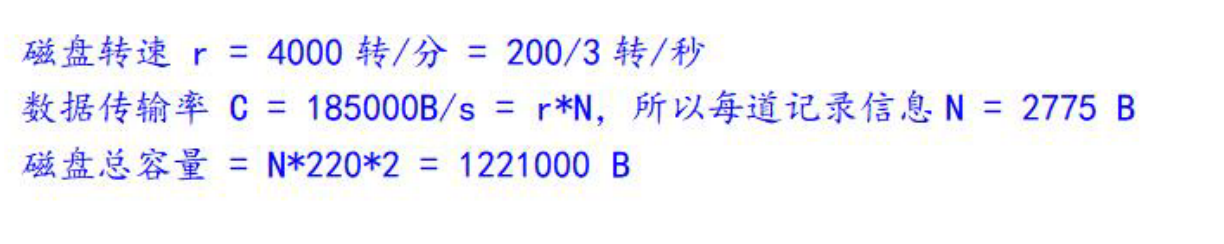 磁盘转速 r = 4000 转/分 = 200/3 转/秒
数据传输率 C = 185000B/s = r*N, 所以每道记录信息 N = 2775 B
磁盘总容量 = N*220*2 = 1221000 B